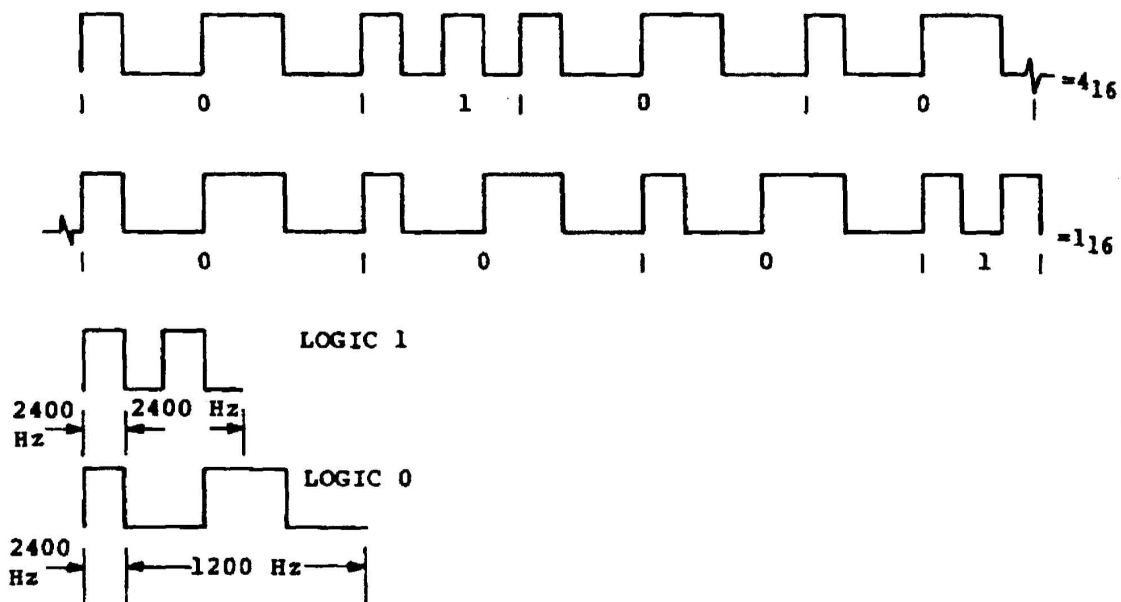 | 0 | 1 | 0 | 0 | =4₁₆
| 0 | 0 | 0 | 1 | =1₁₆
LOGIC 1
2400 Hz
2400 Hz
LOGIC 0
2400 Hz
1200 Hz